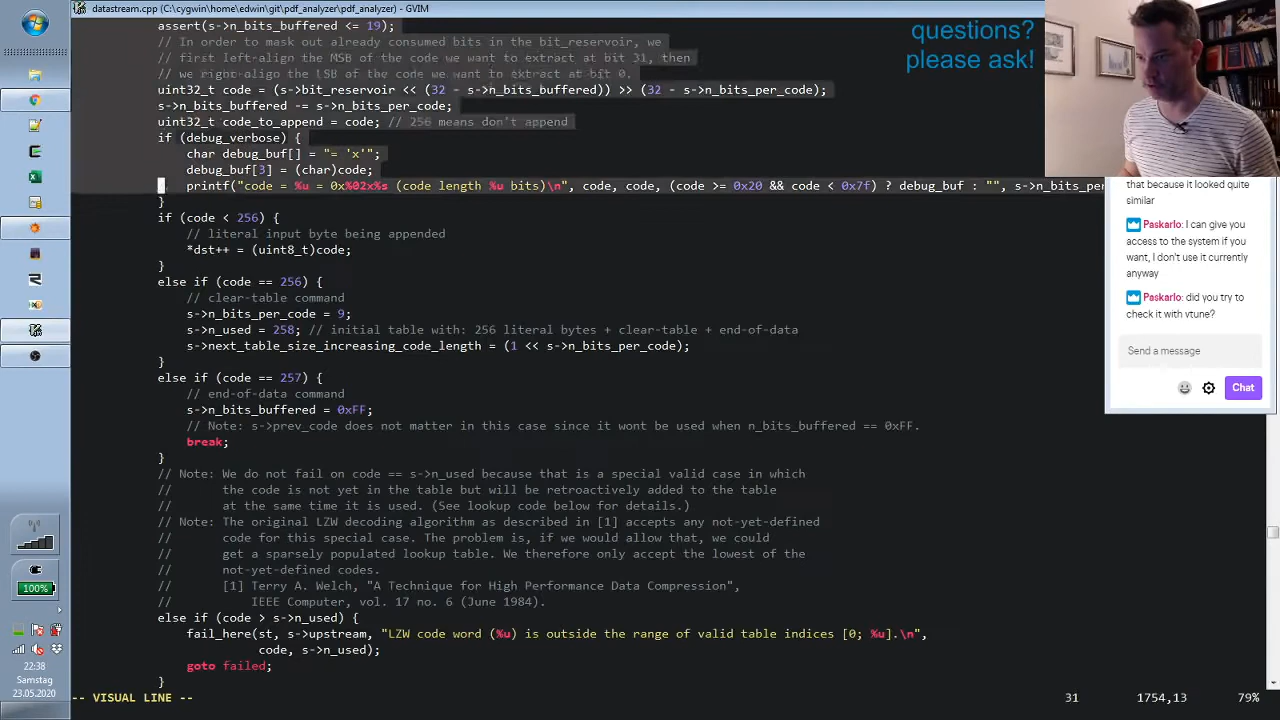 datastream.cpp (C:\cygwin\home\edwin\git\pdf_analyzer\pdf_analyzer) - GVIM
questions?
please ask!
assert(s->n_bits_buffered <= 19);
// In order to mask out already consumed bits in the bit_reservoir, we
// first left-align the MSB of the code we want to extract at bit 31, then
// we right-align the LSB of the code we want to extract at bit 0.
uint32_t code = (s->bit_reservoir << (32 - s->n_bits_buffered)) >> (32 - s->n_bits_per_code);
s->n_bits_buffered -= s->n_bits_per_code;
uint32_t code_to_append = code; // 256 means don't append
if (debug_verbose) {
char debug_buf[] = "= 'x'";
debug_buf[3] = (char)code;
printf("code = %u = 0x%02x%s (code length %u bits)\n", code, code, (code >= 0x20 && code < 0x7f) ? debug_buf : "", s->n_bits_per
}
if (code < 256) {
// literal input byte being appended
*dst++ = (uint8_t)code;
}
else if (code == 256) {
// clear-table command
s->n_bits_per_code = 9;
s->n_used = 258; // initial table with: 256 literal bytes + clear-table + end-of-data
s->next_table_size_increasing_code_length = (1 << s->n_bits_per_code);
}
else if (code == 257) {
// end-of-data command
s->n_bits_buffered = 0xFF;
// Note: s->prev_code does not matter in this case since it wont be used when n_bits_buffered == 0xFF.
break;
}
// Note: We do not fail on code == s->n_used because that is a special valid case in which
// the code is not yet in the table but will be retroactively added to the table
// at the same time it is used. (See lookup code below for details.)
// Note: The original LZW decoding algorithm as described in [1] accepts any not-yet-defined
// code for this special case. The problem is, if we would allow that, we could
// get a sparsely populated lookup table. We therefore only accept the lowest of the
// not-yet-defined codes.
// [1] Terry A. Welch, "A Technique for High Performance Data Compression",
// IEEE Computer, vol. 17 no. 6 (June 1984).
else if (code > s->n_used) {
fail_here(st, s->upstream, "LZW code word (%u) is outside the range of valid table indices [0; %u].\n",
code, s->n_used);
goto failed;
}
-- VISUAL LINE --
31
1754,13
79%
that because it looked quite
similar
Paskarlo: I can give you
access to the system if you
want, I don't use it currently
anyway
Paskarlo: did you try to
check it with vtune?
Send a message
Chat
100%
22:38
Samstag
23.05.2020